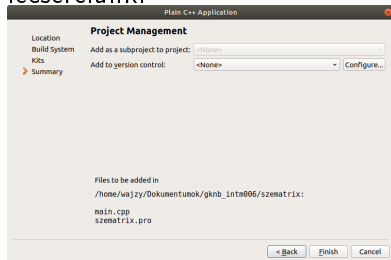 Plain C++ Application
Location
Build System
Kits
Summary
Project Management
Add as a subproject to project: <None>
Add to version control: <None> Configure...
Files to be added in
/home/wajzy/Dokumentumok/gknb_intm006/szematrix:
main.cpp
szematrix.pro
< Back Finish Cancel